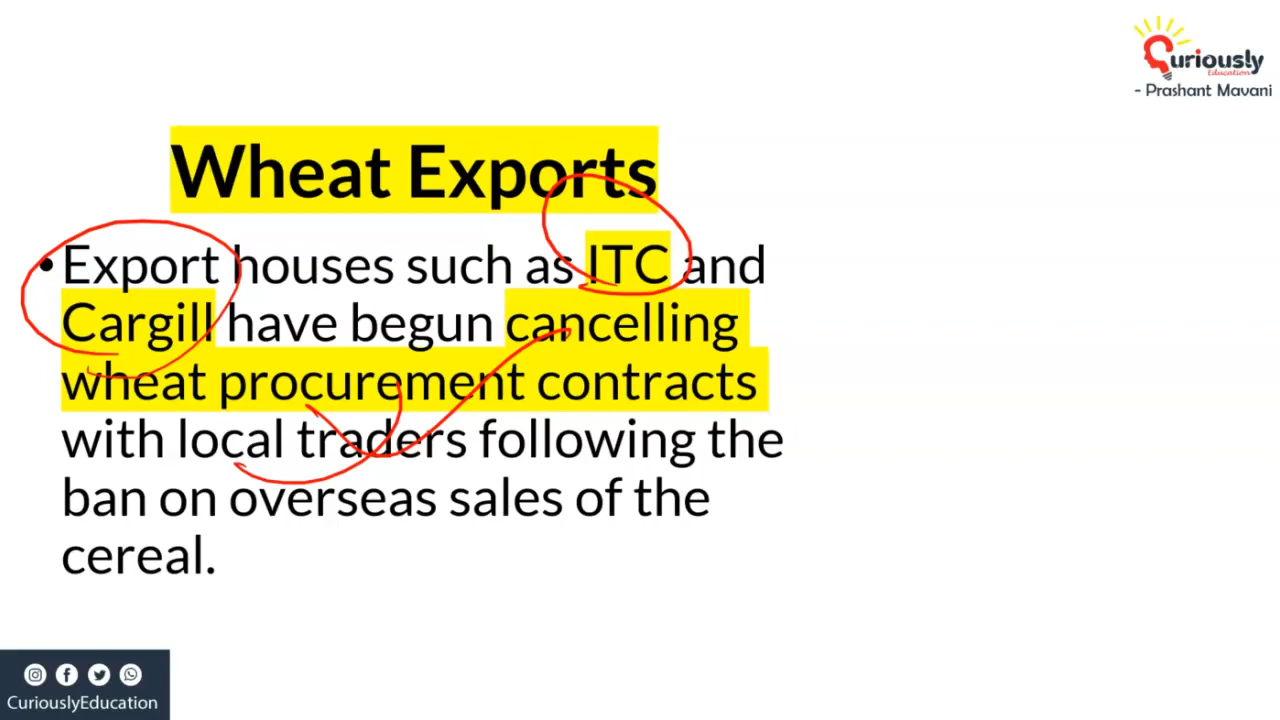 Curiously
Education
- Prashant Mavani
Wheat Exports
• Export houses such as ITC and
Cargill have begun cancelling
wheat procurement contracts
with local traders following the
ban on overseas sales of the
cereal.
CuriouslyEducation